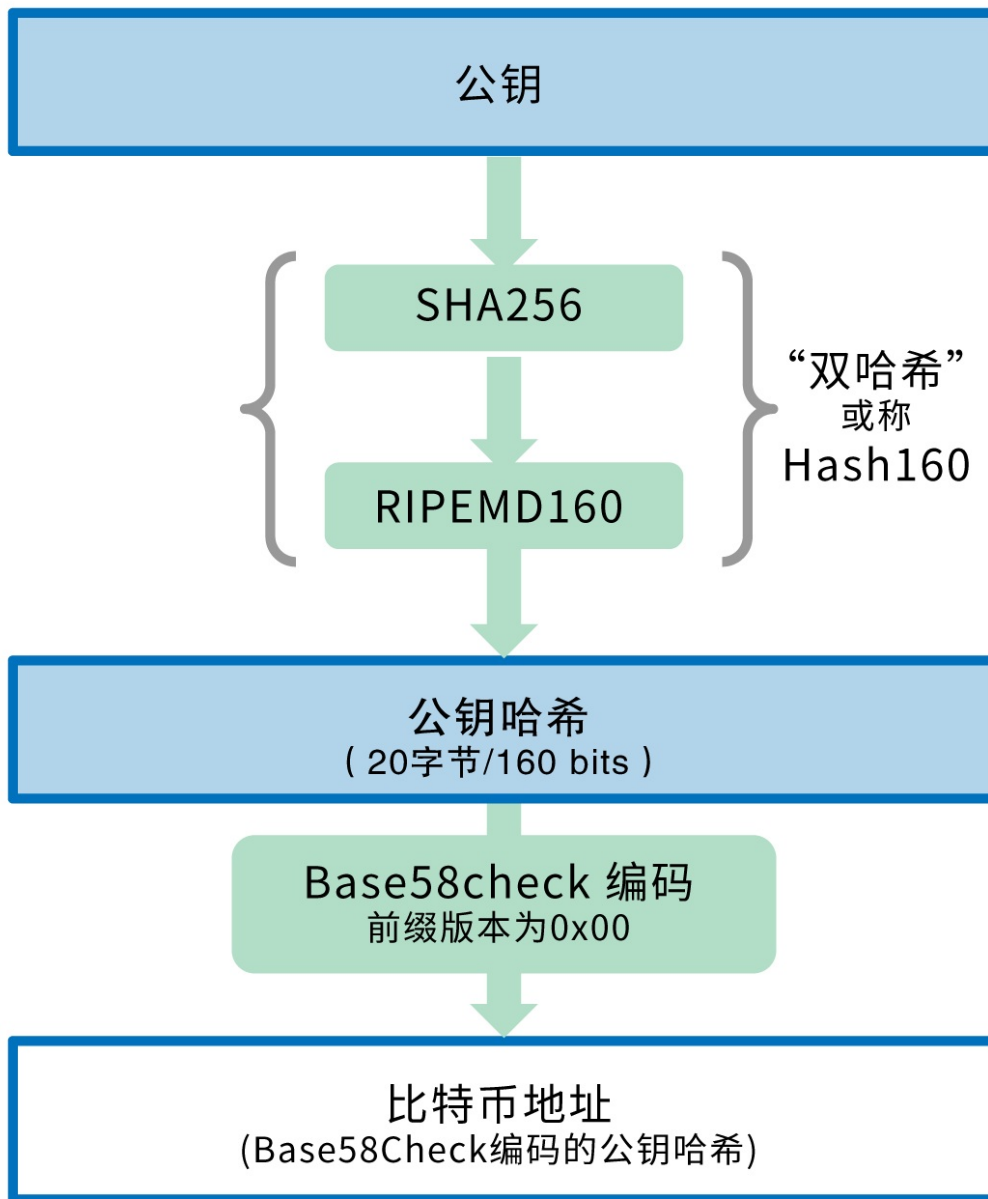 公钥
SHA256
“双哈希”
或称
Hash160
RIPEMD160
公钥哈希
( 20字节/160 bits )
Base58check 编码
前缀版本为0x00
比特币地址
(Base58Check编码的公钥哈希)